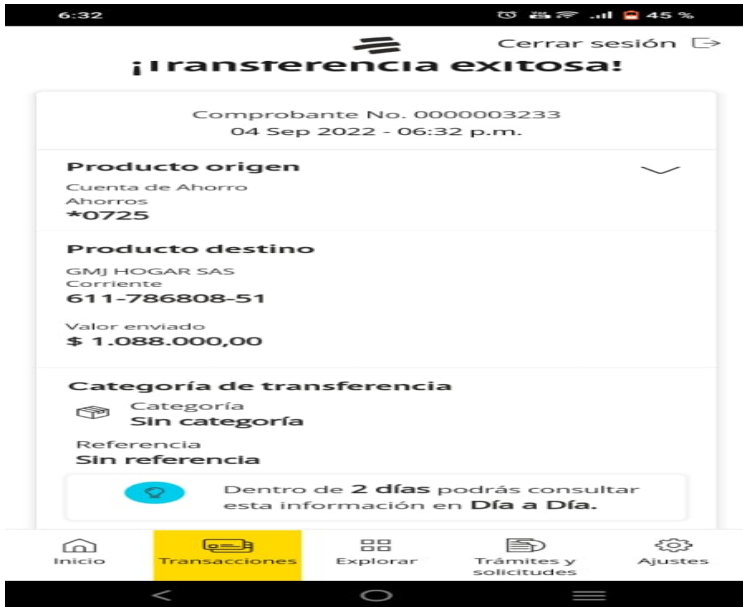 6:32
45 %
Cerrar sesión
¡Transferencia exitosa!
Comprobante No. 0000003233
04 Sep 2022 - 06:32 p.m.
Producto origen
Cuenta de Ahorro
Ahorros
*0725
Producto destino
GMJ HOGAR SAS
Corriente
611-786808-51
Valor enviado
$ 1.088.000,00
Categoría de transferencia
Categoría
Sin categoría
Referencia
Sin referencia
Dentro de 2 días podrás consultar
esta información en Día a Día.
Inicio
Transacciones
Explorar
Trámites y
solicitudes
Ajustes